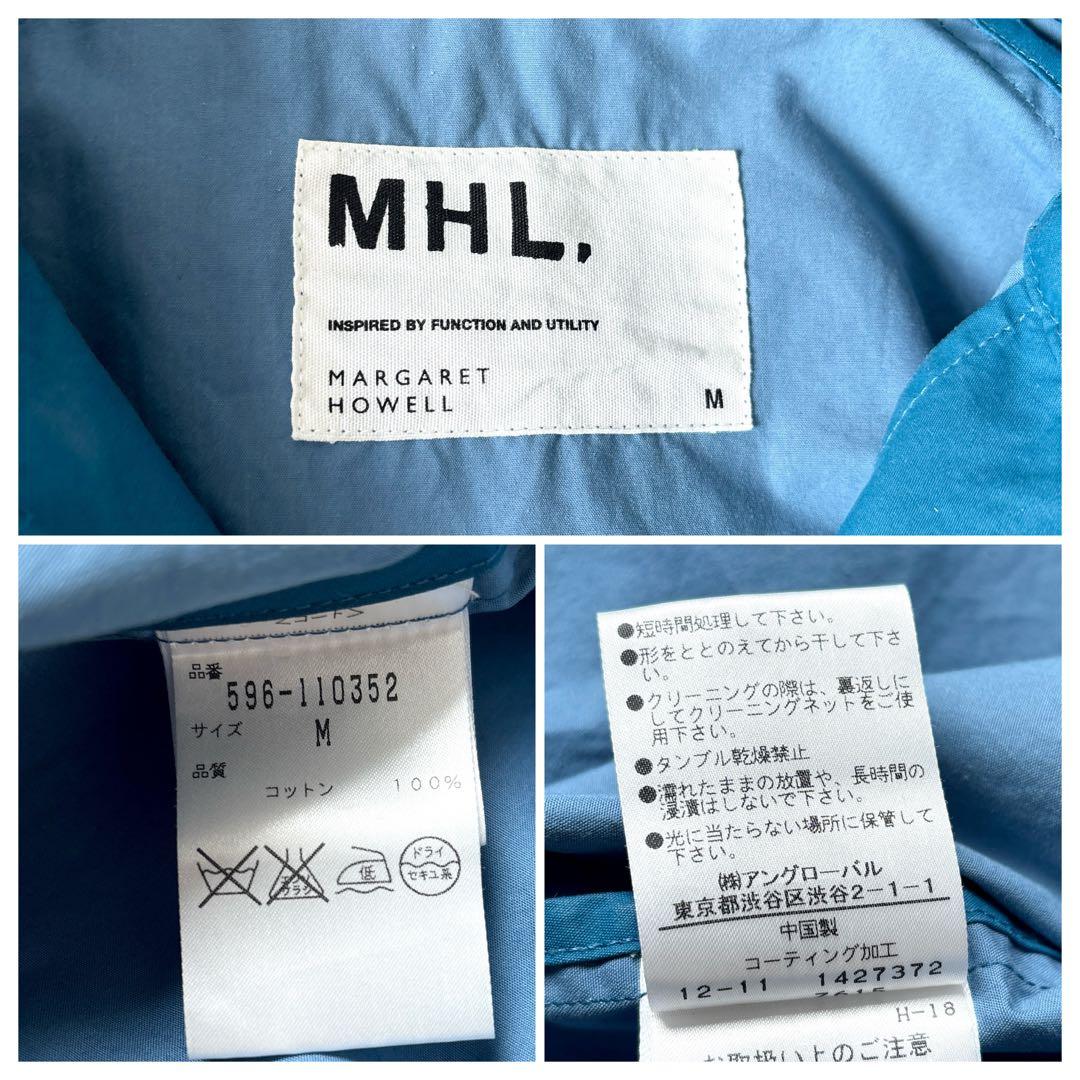 MHL.
INSPIRED BY FUNCTION AND UTILITY
MARGARET
HOWELL
M
<コート>
品番
596-110352
サイズ
M
品質
コットン 100%
エンソ
サラシ
低
ドライ
セキユ系
●短時間処理して下さい。
●形をととのえてから干して下さ
い。
●クリーニングの際は、裏返しに
してクリーニングネットをご使
用下さい。
●タンブル乾燥禁止
●濡れたままの放置や、長時間の
浸漬はしないで下さい。
●光に当たらない場所に保管して
下さい。
(株)アングローバル
東京都渋谷区渋谷2-1-1
中国製
コーティング加工
12-11 1427372
H-18
お取扱い上のご注意